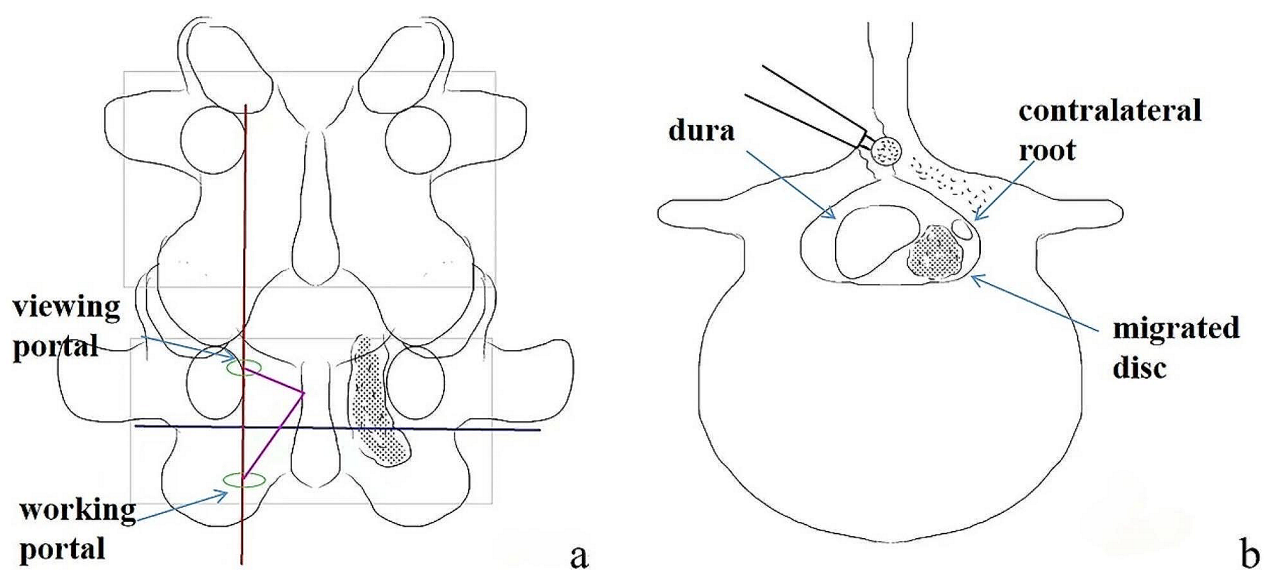 viewing
portal
working
portal
a
dura
contralateral
root
migrated
disc
b